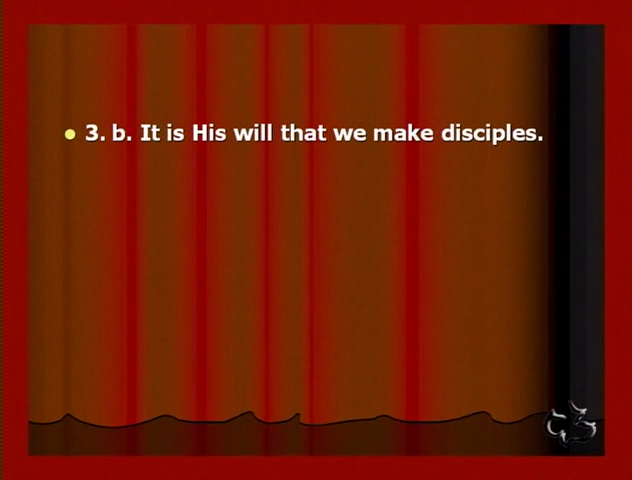 3. b. It is His will that we make disciples.